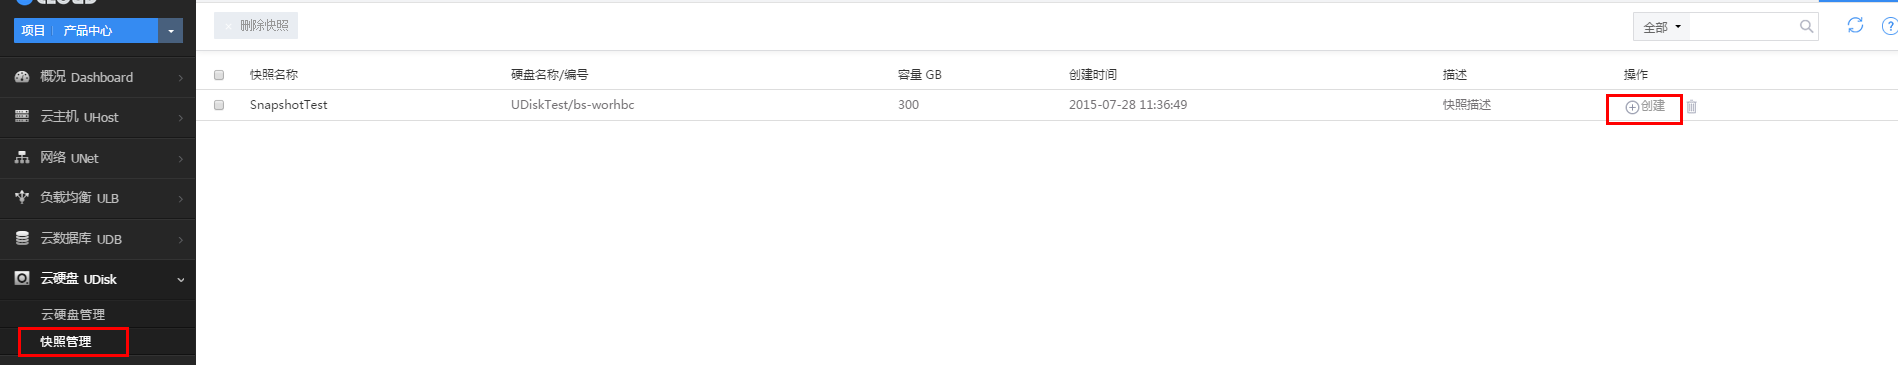 项目 产品中心
概况 Dashboard
云主机 UHost
网络 UNet
负载均衡 ULB
云数据库 UDB
云硬盘 UDisk
云硬盘管理
快照管理
× 删除快照
全部
快照名称 硬盘名称/编号 容量 GB 创建时间 描述 操作
SnapshotTest UDiskTest/bs-worhbc 300 2015-07-28 11:36:49 快照描述 创建